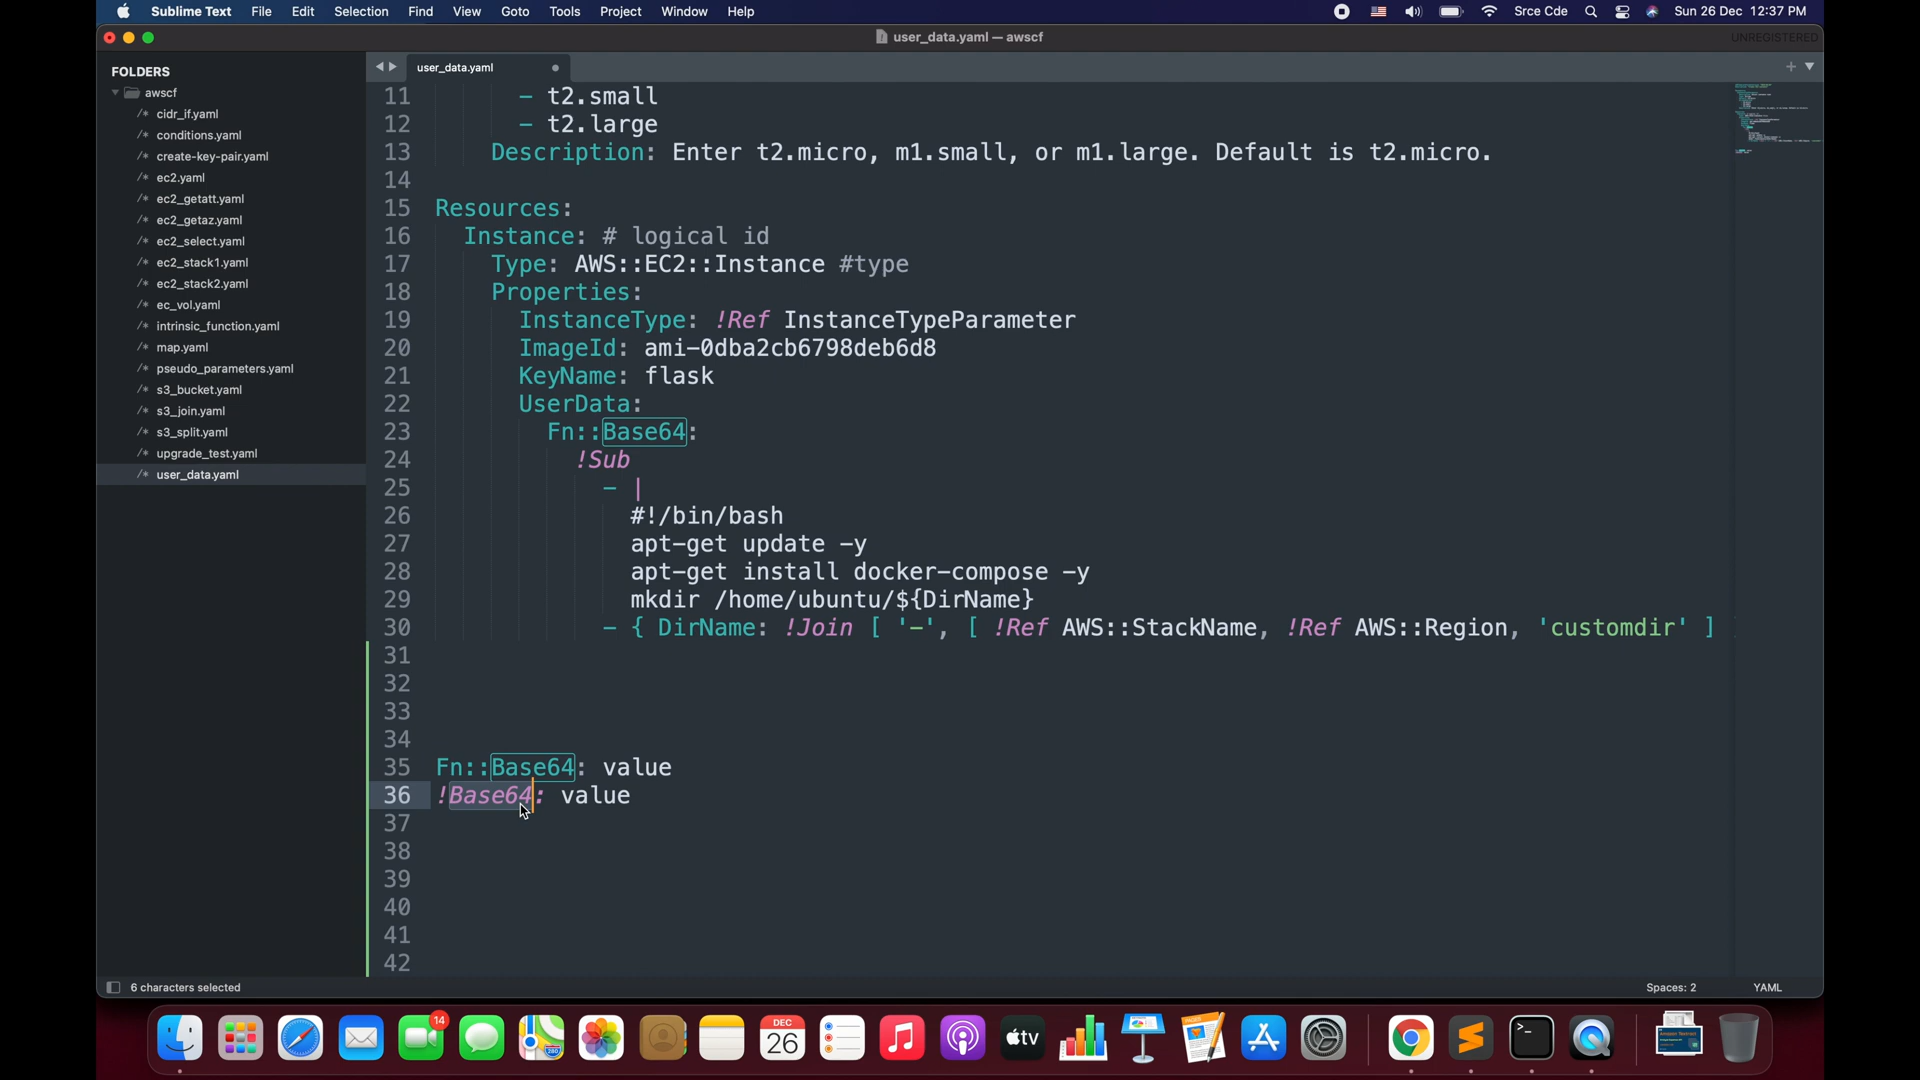 Sublime Text File Edit Selection Find View Goto Tools Project Window Help Srce Cde Sun 26 Dec 12:37 PM
user_data.yaml — awscf UNREGISTERED
FOLDERS
awscf
/* cidr_if.yaml
/* conditions.yaml
/* create-key-pair.yaml
/* ec2.yaml
/* ec2_getatt.yaml
/* ec2_getaz.yaml
/* ec2_select.yaml
/* ec2_stack1.yaml
/* ec2_stack2.yaml
/* ec_vol.yaml
/* intrinsic_function.yaml
/* map.yaml
/* pseudo_parameters.yaml
/* s3_bucket.yaml
/* s3_join.yaml
/* s3_split.yaml
/* upgrade_test.yaml
/* user_data.yaml
user_data.yaml
11 - t2.small
12 - t2.large
13 Description: Enter t2.micro, m1.small, or m1.large. Default is t2.micro.
14
15 Resources:
16 Instance: # logical id
17 Type: AWS::EC2::Instance #type
18 Properties:
19 InstanceType: !Ref InstanceTypeParameter
20 ImageId: ami-0dba2cb6798deb6d8
21 KeyName: flask
22 UserData:
23 Fn::Base64:
24 !Sub
25 - |
26 #!/bin/bash
27 apt-get update -y
28 apt-get install docker-compose -y
29 mkdir /home/ubuntu/${DirName}
30 - { DirName: !Join [ '-', [ !Ref AWS::StackName, !Ref AWS::Region, 'customdir' ]
31
32
33
34
35 Fn::Base64: value
36 !Base64: value
37
38
39
40
41
42
6 characters selected Spaces: 2 YAML
14
DEC
26
tv